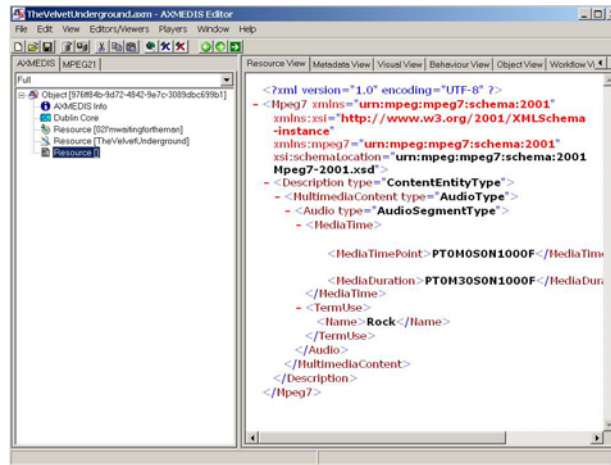 TheVelvetUnderground.axm - AXMEDIS Editor
File Edit View Editors/Viewers Players Window Help
AXMEDIS MPEG21
Full
Object [976ff84b-9d72-4842-9e7c-3089dbc699b1]
AXMEDIS Info
Dublin Core
Resource [02I'mwaitingfortheman]
Resource [TheVelvetUnderground]
Resource []
Resource View Metadata View Visual View Behaviour View Object View Workflow Vi
<?xml version="1.0" encoding="UTF-8" ?>
- <Mpeg7 xmlns="urn:mpeg:mpeg7:schema:2001"
xmlns:xsi="http://www.w3.org/2001/XMLSchema
-instance"
xmlns:mpeg7="urn:mpeg:mpeg7:schema:2001"
xsi:schemaLocation="urn:mpeg:mpeg7:schema:2001
Mpeg7-2001.xsd">
- <Description type="ContentEntityType">
- <MultimediaContent type="AudioType">
- <Audio type="AudioSegmentType">
- <MediaTime>
<MediaTimePoint>PT0M0S0N1000F</MediaTime
<MediaDuration>PT0M30S0N1000F</MediaDura
</MediaTime>
- <TermUse>
<Name>Rock</Name>
</TermUse>
</Audio>
</MultimediaContent>
</Description>
</Mpeg7>